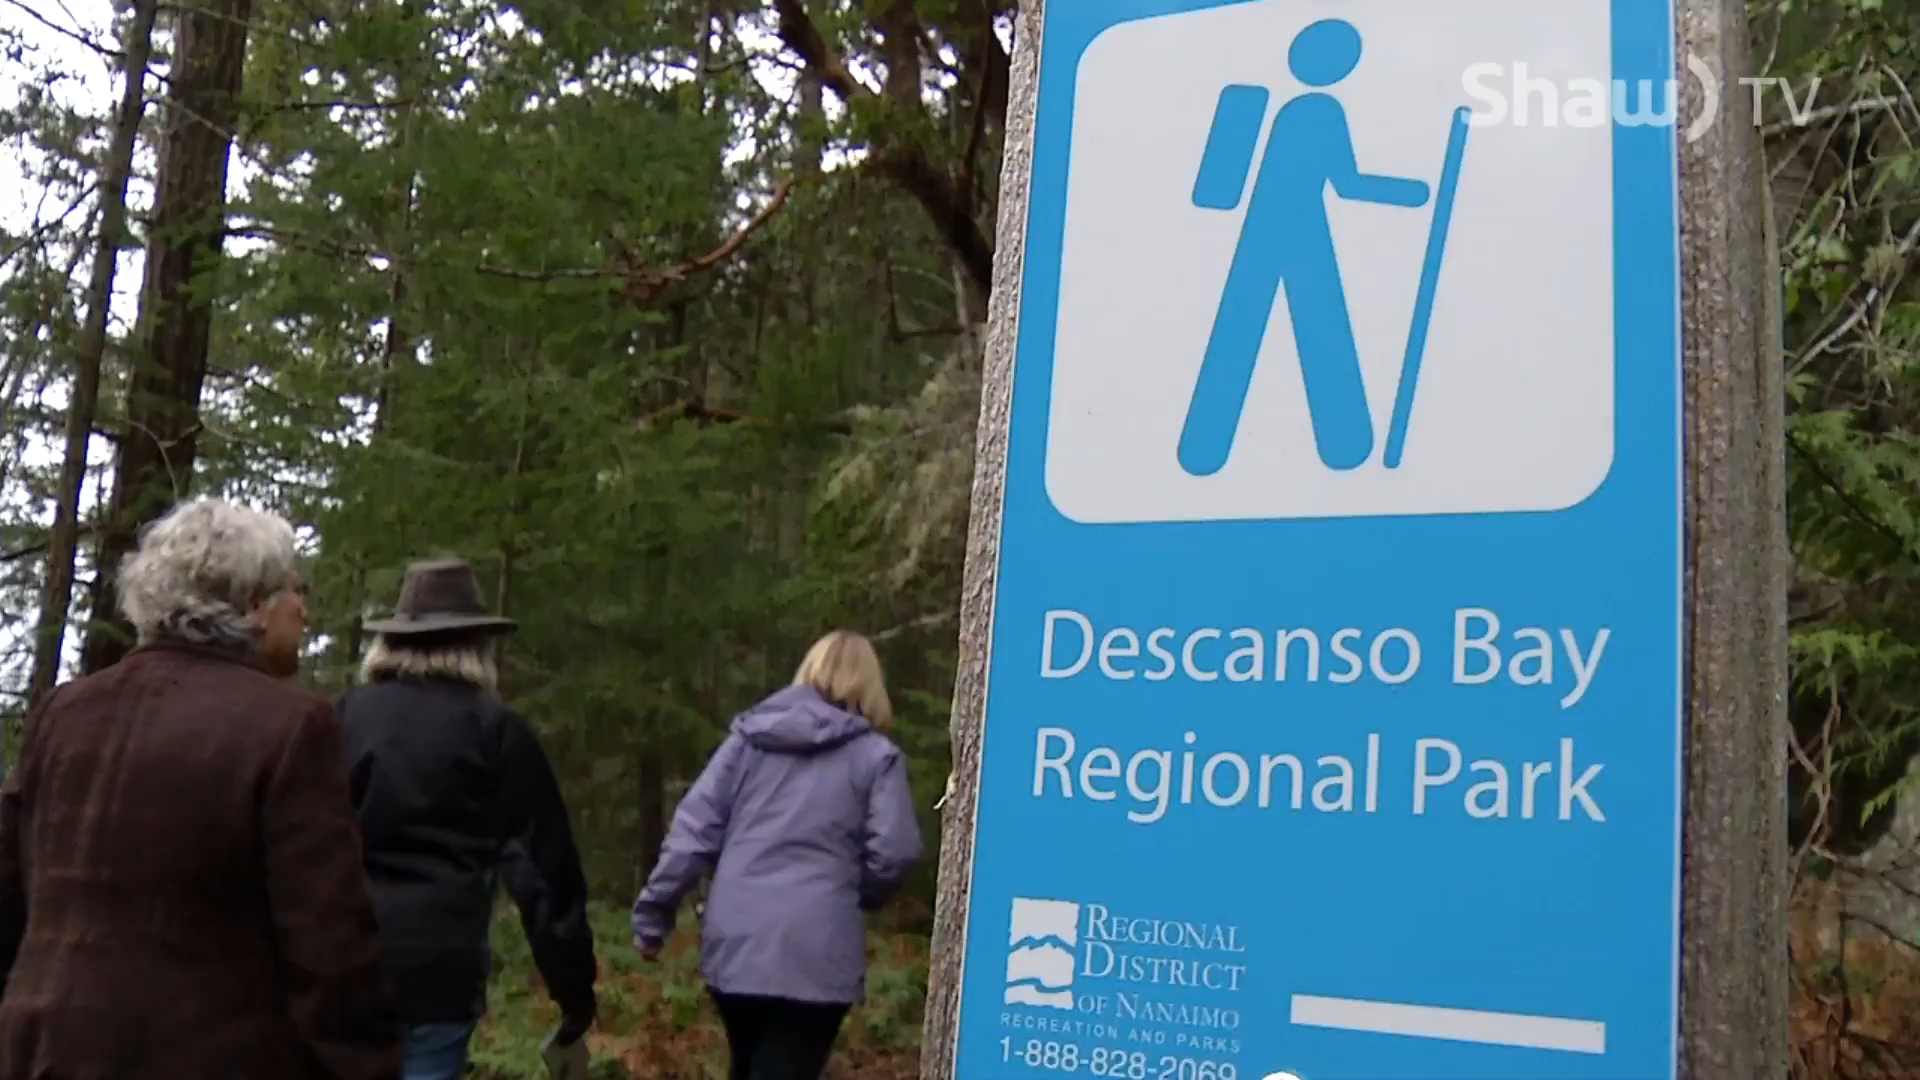 Shaw) TV
Descanso Bay
Regional Park
REGIONAL
DISTRICT
OF NANAIMO
RECREATION AND PARKS
1-888-828-2069